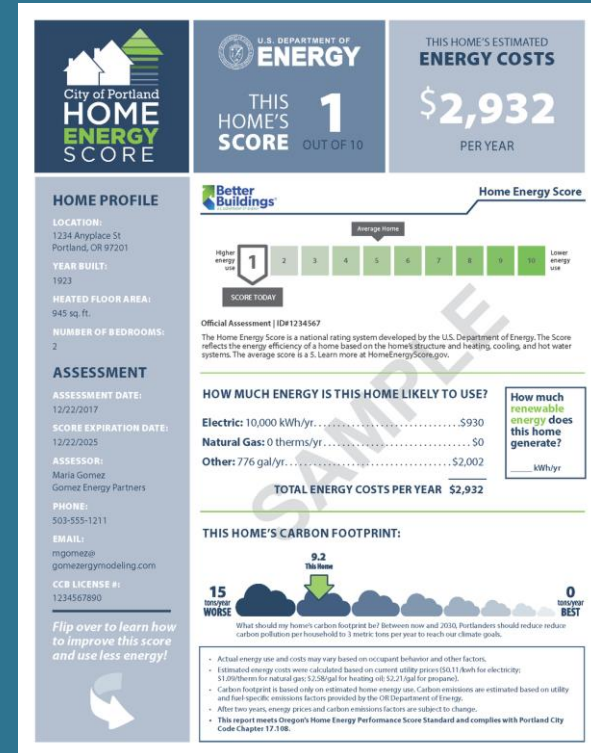 City of Portland
HOME
ENERGY
SCORE
U.S. DEPARTMENT OF
ENERGY
THIS
HOME'S
SCORE
1
OUT OF 10
THIS HOME'S ESTIMATED
ENERGY COSTS
$2,932
PER YEAR
HOME PROFILE
LOCATION:
1234 Anyplace St
Portland, OR 97201
YEAR BUILT:
1923
HEATED FLOOR AREA:
945 sq. ft.
NUMBER OF BEDROOMS:
2
ASSESSMENT
ASSESSMENT DATE:
12/22/2017
SCORE EXPIRATION DATE:
12/22/2025
ASSESSOR:
Maria Gomez
Gomez Energy Partners
PHONE:
503-555-1211
EMAIL:
mgomez@
gomezergymodeling.com
CCB LICENSE #:
1234567890
Flip over to learn how
to improve this score
and use less energy!
Better
Buildings
Home Energy Score
Average Home
Higher
energy
use
1 2 3 4 5 6 7 8 9 10
Lower
energy
use
SCORE TODAY
Official Assessment | ID#1234567
The Home Energy Score is a national rating system developed by the U.S. Department of Energy. The Score
reflects the energy efficiency of a home based on the home's structure and heating, cooling, and hot water
systems. The average score is a 5. Learn more at HomeEnergyScore.gov.
SAMPLE
HOW MUCH ENERGY IS THIS HOME LIKELY TO USE?
Electric: 10,000 kWh/yr. $930
Natural Gas: 0 therms/yr. $0
Other: 776 gal/yr. $2,002
TOTAL ENERGY COSTS PER YEAR $2,932
How much
renewable
energy does
this home
generate?
_____ kWh/yr
THIS HOME'S CARBON FOOTPRINT:
9.2
This Home
15
tons/year
WORSE
0
tons/year
BEST
What should my home's carbon footprint be? Between now and 2030, Portlanders should reduce reduce
carbon pollution per household to 3 metric tons per year to reach our climate goals.
• Actual energy use and costs may vary based on occupant behavior and other factors.
• Estimated energy costs were calculated based on current utility prices ($0.11/kwh for electricity;
$1.09/therm for natural gas; $2.58/gal for heating oil; $2.21/gal for propane).
• Carbon footprint is based only on estimated home energy use. Carbon emissions are estimated based on utility
and fuel-specific emissions factors provided by the OR Department of Energy.
• After two years, energy prices and carbon emissions factors are subject to change.
• This report meets Oregon's Home Energy Performance Score Standard and complies with Portland City
Code Chapter 17.108.